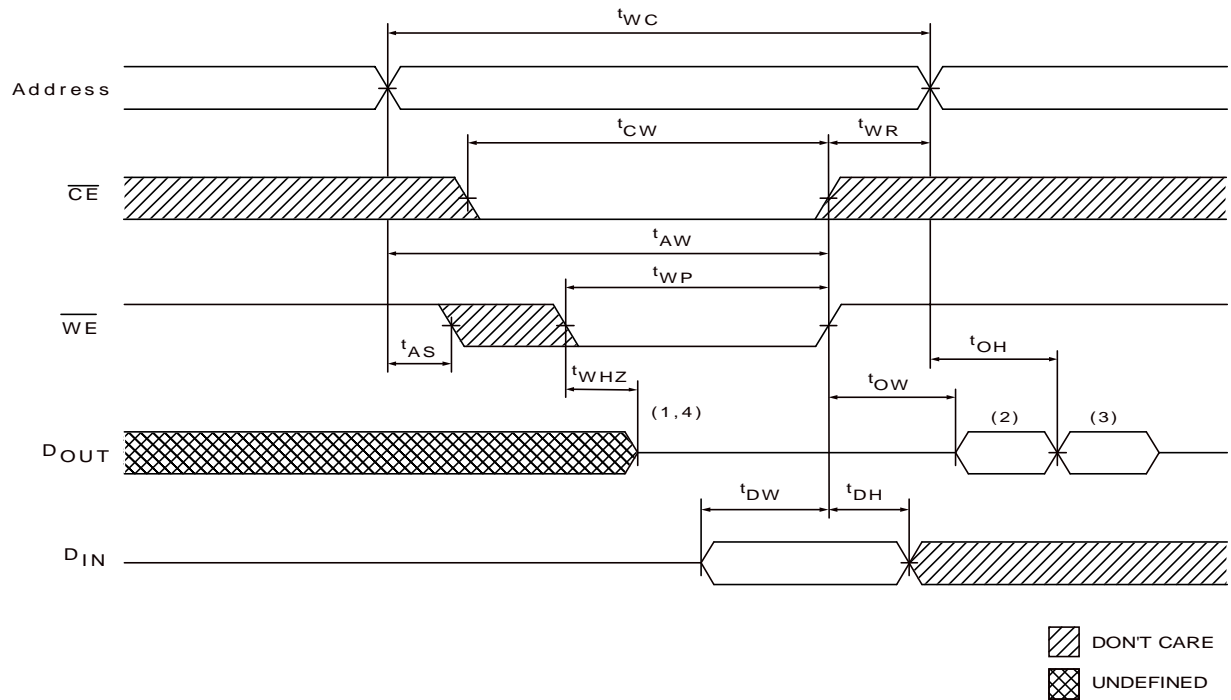 tWC
Address
tCW
tWR
CE
tAW
tWP
WE
tAS
tWHZ
tOH
tOW
(1,4)
(2)
(3)
DOUT
tDW
tDH
DIN
DON'T CARE
UNDEFINED